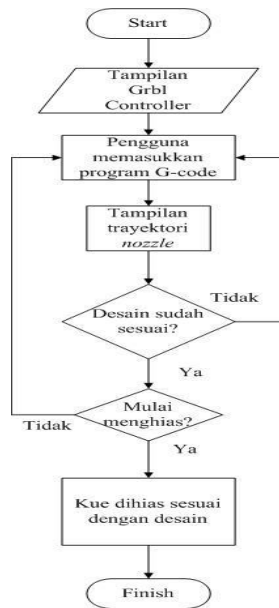 Start
Tampilan
Grbl
Controller
Pengguna
memasukkan
program G-code
Tampilan
trayektori
nozzle
Desain sudah
sesuai?
Tidak
Ya
Mulai
menghias?
Tidak
Ya
Kue dihias sesuai
dengan desain
Finish